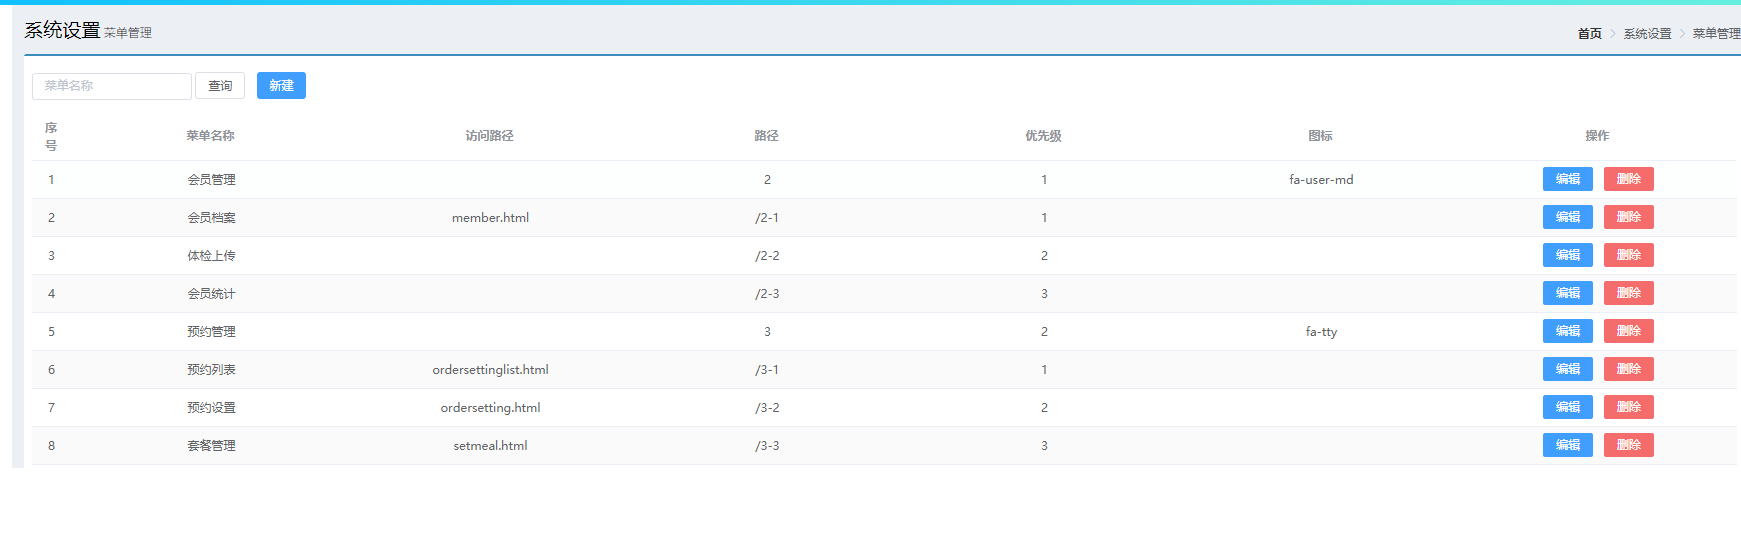 系统设置 菜单管理
首页 > 系统设置 > 菜单管理
菜单名称 查询 新建
序号 菜单名称 访问路径 路径 优先级 图标 操作
1 会员管理 2 1 fa-user-md 编辑 删除
2 会员档案 member.html /2-1 1 编辑 删除
3 体检上传 /2-2 2 编辑 删除
4 会员统计 /2-3 3 编辑 删除
5 预约管理 3 2 fa-tty 编辑 删除
6 预约列表 ordersettinglist.html /3-1 1 编辑 删除
7 预约设置 ordersetting.html /3-2 2 编辑 删除
8 套餐管理 setmeal.html /3-3 3 编辑 删除